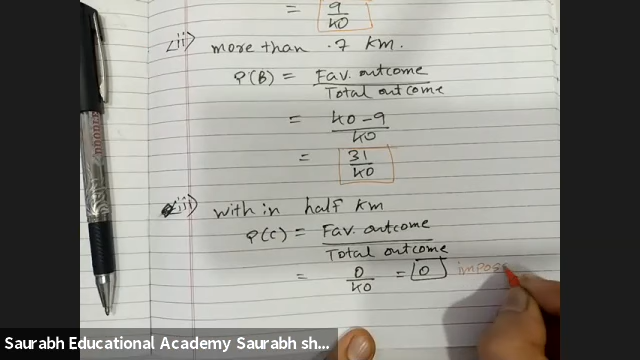 = 9/40
(ii) more than .7 km.
P(B) = Fav. outcome / Total outcome
= 40 - 9 / 40
= 31/40
(iii) with in half km
P(C) = Fav. outcome / Total outcome
= 0/40 = 0 impos
Saurabh Educational Academy Saurabh sh...